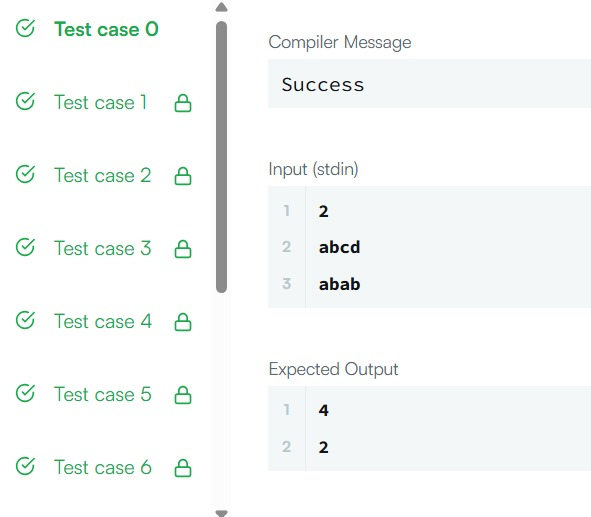 Test case 0
Test case 1
Test case 2
Test case 3
Test case 4
Test case 5
Test case 6
Compiler Message
Success
Input (stdin)
1 2
2 abcd
3 abab
Expected Output
1 4
2 2